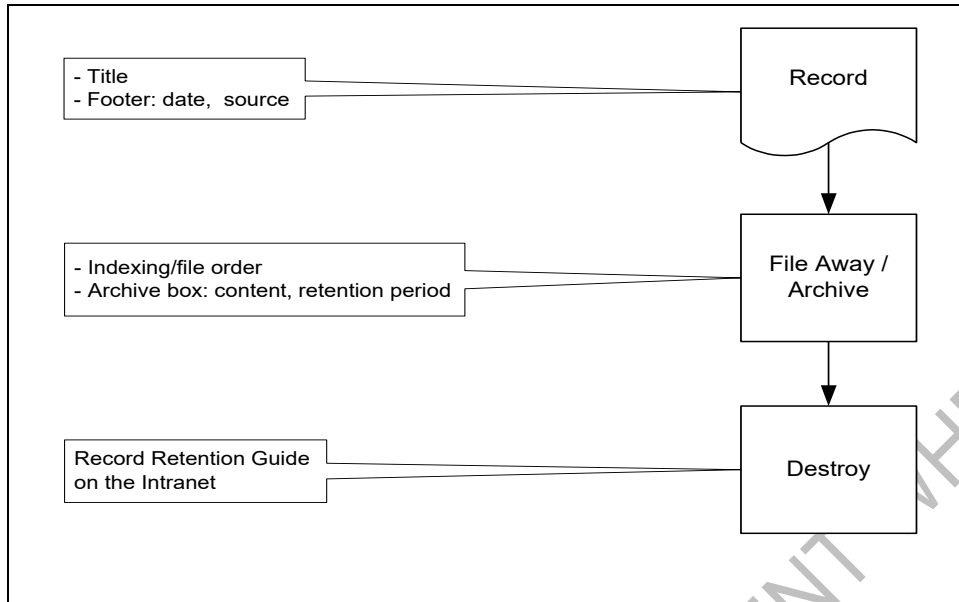 - Title
- Footer: date, source
Record
- Indexing/file order
- Archive box: content, retention period
File Away /
Archive
Record Retention Guide
on the Intranet
Destroy